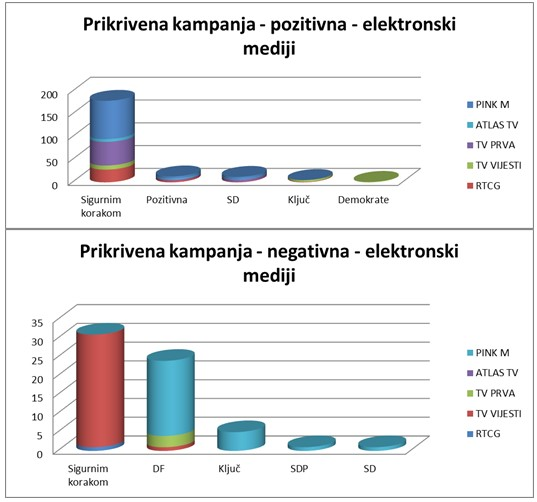 Prikrivena kampanja - pozitivna - elektronski
mediji
200
150
100
50
0
Sigurnim
korakom
Pozitivna
SD
Ključ
Demokrate
PINK M
ATLAS TV
TV PRVA
TV VIJESTI
RTCG
Prikrivena kampanja - negativna - elektronski
mediji
35
30
25
20
15
10
5
0
Sigurnim
korakom
DF
Ključ
SDP
SD
PINK M
ATLAS TV
TV PRVA
TV VIJESTI
RTCG